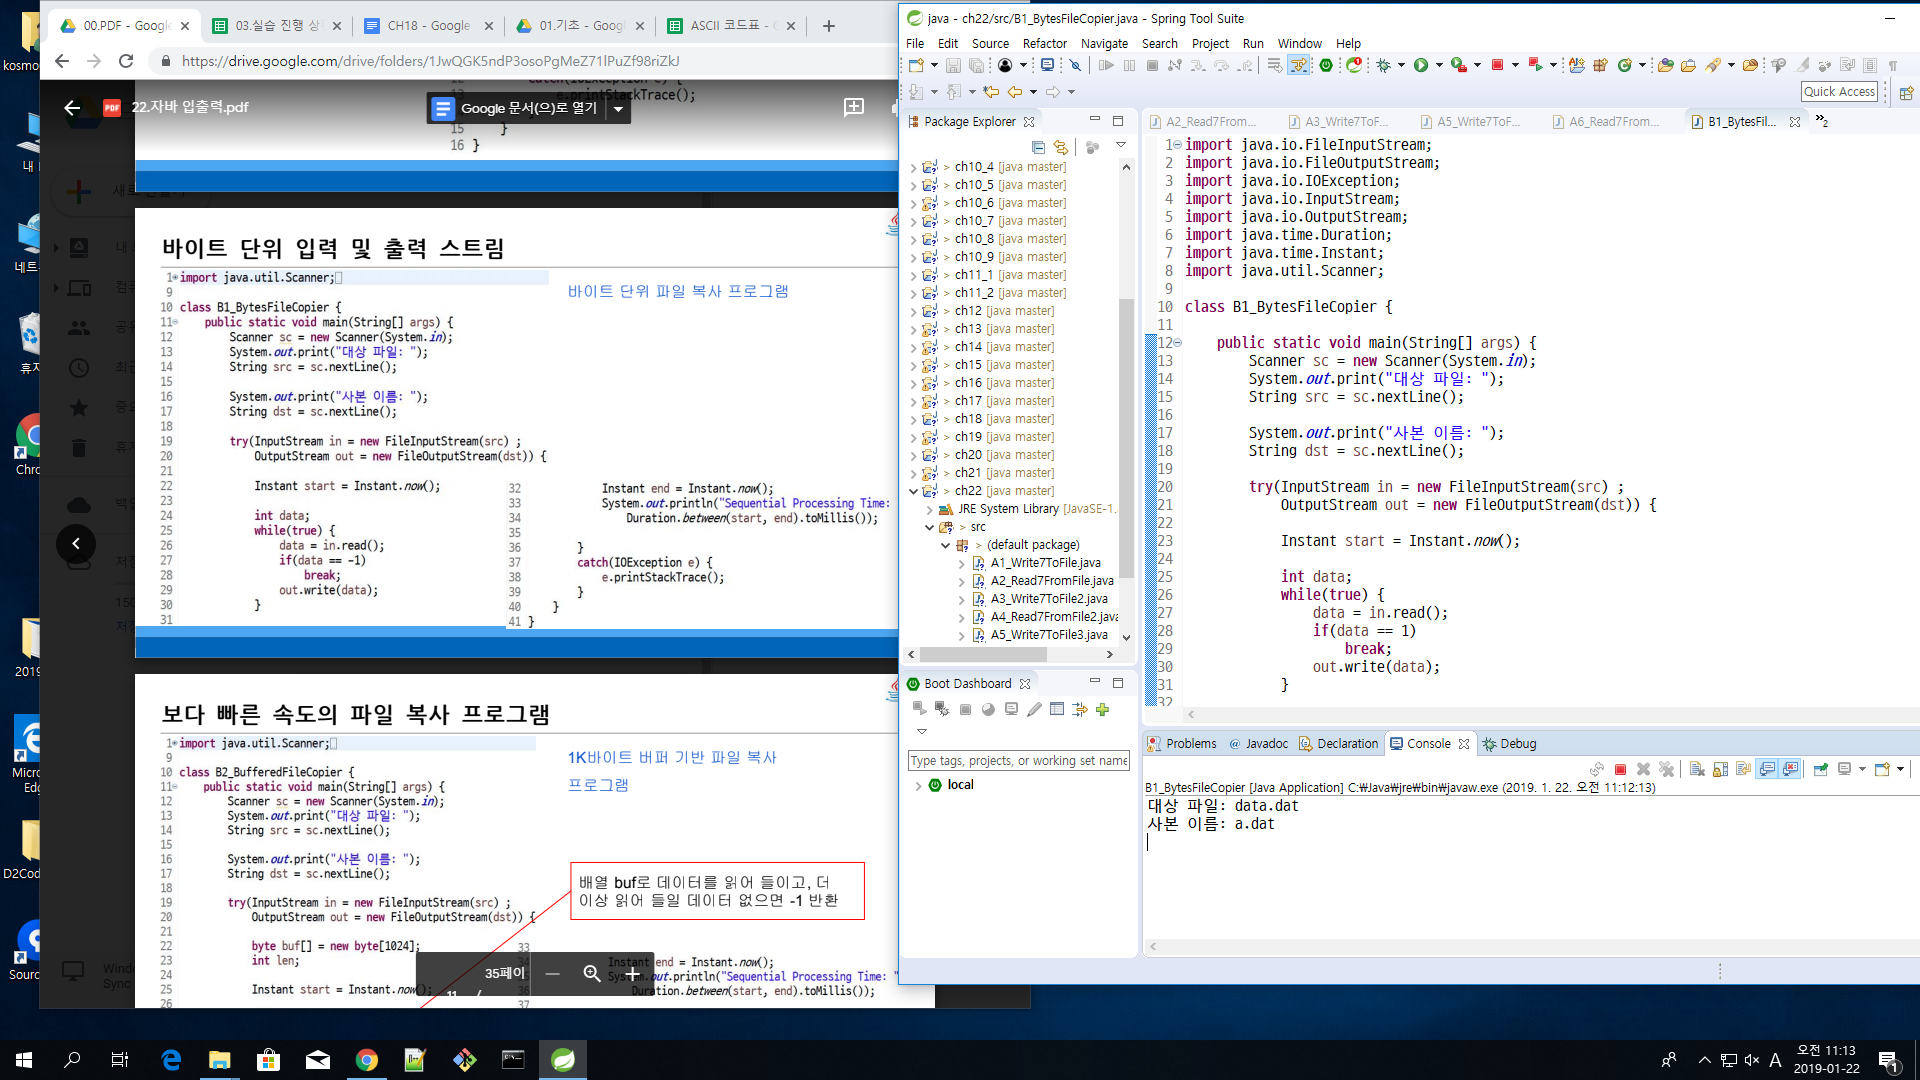 00.PDF - Google
03.실습 진행 상
CH18 - Google
01.기초 - Google
ASCII 코드표 -
https://drive.google.com/drive/folders/1JwQGK5ndP3osoPgMeZ71lPuZf98riZkJ
22.자바 입출력.pdf
Google 문서(으)로 열기
e.printStackTrace();
15 }
16 }
바이트 단위 입력 및 출력 스트림
바이트 단위 파일 복사 프로그램
1 import java.util.Scanner;
9
10 class B1_BytesFileCopier {
11 public static void main(String[] args) {
12 Scanner sc = new Scanner(System.in);
13 System.out.print("대상 파일: ");
14 String src = sc.nextLine();
15
16 System.out.print("사본 이름: ");
17 String dst = sc.nextLine();
18
19 try(InputStream in = new FileInputStream(src) ;
20 OutputStream out = new FileOutputStream(dst)) {
21
22 Instant start = Instant.now();
23
24 int data;
25 while(true) {
26 data = in.read();
27 if(data == -1)
28 break;
29 out.write(data);
30 }
31
32 Instant end = Instant.now();
33 System.out.println("Sequential Processing Time:
34 Duration.between(start, end).toMillis());
35
36 }
37 catch(IOException e) {
38 e.printStackTrace();
39 }
40 }
41 }
보다 빠른 속도의 파일 복사 프로그램
1K바이트 버퍼 기반 파일 복사
프로그램
1 import java.util.Scanner;
9
10 class B2_BufferedFileCopier {
11 public static void main(String[] args) {
12 Scanner sc = new Scanner(System.in);
13 System.out.print("대상 파일: ");
14 String src = sc.nextLine();
15
16 System.out.print("사본 이름: ");
17 String dst = sc.nextLine();
18
19 try(InputStream in = new FileInputStream(src) ;
20 OutputStream out = new FileOutputStream(dst)) {
21
22 byte buf[] = new byte[1024];
23 int len;
24
25 Instant start = Instant.now();
26
배열 buf로 데이터를 읽어 들이고, 더
이상 읽어 들일 데이터 없으면 -1 반환
33
Instant end = Instant.now();
System.out.println("Sequential Processing Time: "
Duration.between(start, end).toMillis());
37
35페이
java - ch22/src/B1_BytesFileCopier.java - Spring Tool Suite
File Edit Source Refactor Navigate Search Project Run Window Help
Quick Access
Package Explorer
> ch10_4 [java master]
> ch10_5 [java master]
> ch10_6 [java master]
> ch10_7 [java master]
> ch10_8 [java master]
> ch10_9 [java master]
> ch11_1 [java master]
> ch11_2 [java master]
> ch12 [java master]
> ch13 [java master]
> ch14 [java master]
> ch15 [java master]
> ch16 [java master]
> ch17 [java master]
> ch18 [java master]
> ch19 [java master]
> ch20 [java master]
> ch21 [java master]
> ch22 [java master]
JRE System Library [JavaSE-1.
> src
> (default package)
A1_Write7ToFile.java
A2_Read7FromFile.java
A3_Write7ToFile2.java
A4_Read7FromFile2.java
A5_Write7ToFile3.java
Boot Dashboard
Type tags, projects, or working set name
local
A2_Read7From...
A3_Write7ToF...
A5_Write7ToF...
A6_Read7From...
B1_BytesFil...
1 import java.io.FileInputStream;
2 import java.io.FileOutputStream;
3 import java.io.IOException;
4 import java.io.InputStream;
5 import java.io.OutputStream;
6 import java.time.Duration;
7 import java.time.Instant;
8 import java.util.Scanner;
9
10 class B1_BytesFileCopier {
11
12 public static void main(String[] args) {
13 Scanner sc = new Scanner(System.in);
14 System.out.print("대상 파일: ");
15 String src = sc.nextLine();
16
17 System.out.print("사본 이름: ");
18 String dst = sc.nextLine();
19
20 try(InputStream in = new FileInputStream(src) ;
21 OutputStream out = new FileOutputStream(dst)) {
22
23 Instant start = Instant.now();
24
25 int data;
26 while(true) {
27 data = in.read();
28 if(data == 1)
29 break;
30 out.write(data);
31 }
32
Problems
Javadoc
Declaration
Console
Debug
B1_BytesFileCopier [Java Application] C:₩Java₩jre₩bin₩javaw.exe (2019. 1. 22. 오전 11:12:13)
대상 파일: data.dat
사본 이름: a.dat
오전 11:13
2019-01-22